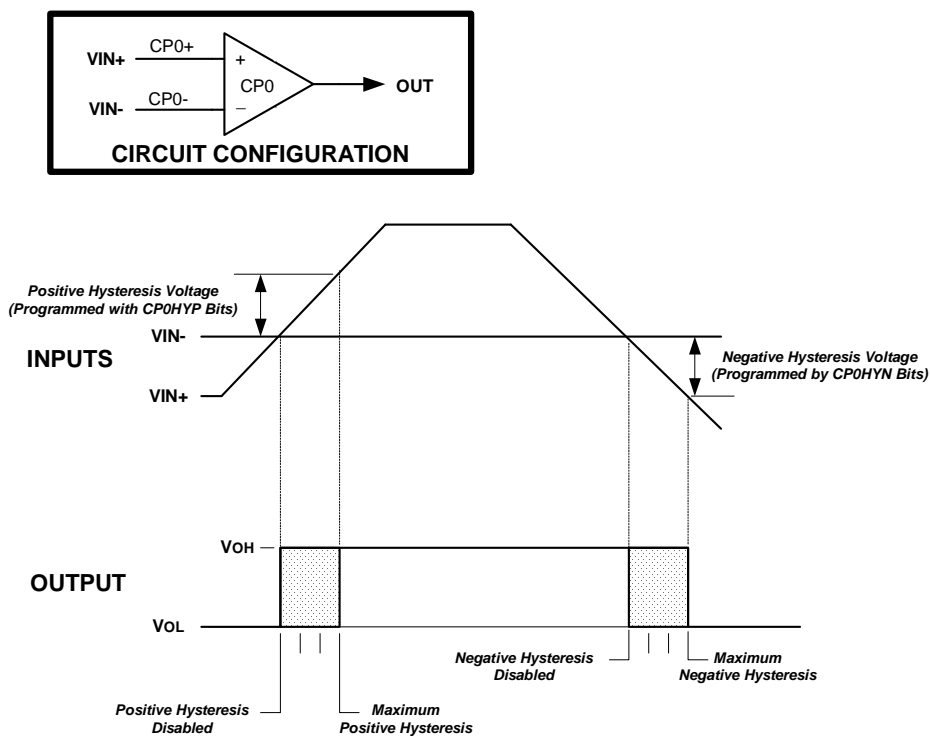 CP0+
VIN+
+
CP0
OUT
CP0-
VIN-
–
CIRCUIT CONFIGURATION
Positive Hysteresis Voltage
(Programmed with CP0HYP Bits)
VIN-
INPUTS
Negative Hysteresis Voltage
(Programmed by CP0HYN Bits)
VIN+
VOH
OUTPUT
VOL
Positive Hysteresis
Disabled
Maximum
Positive Hysteresis
Negative Hysteresis
Disabled
Maximum
Negative Hysteresis